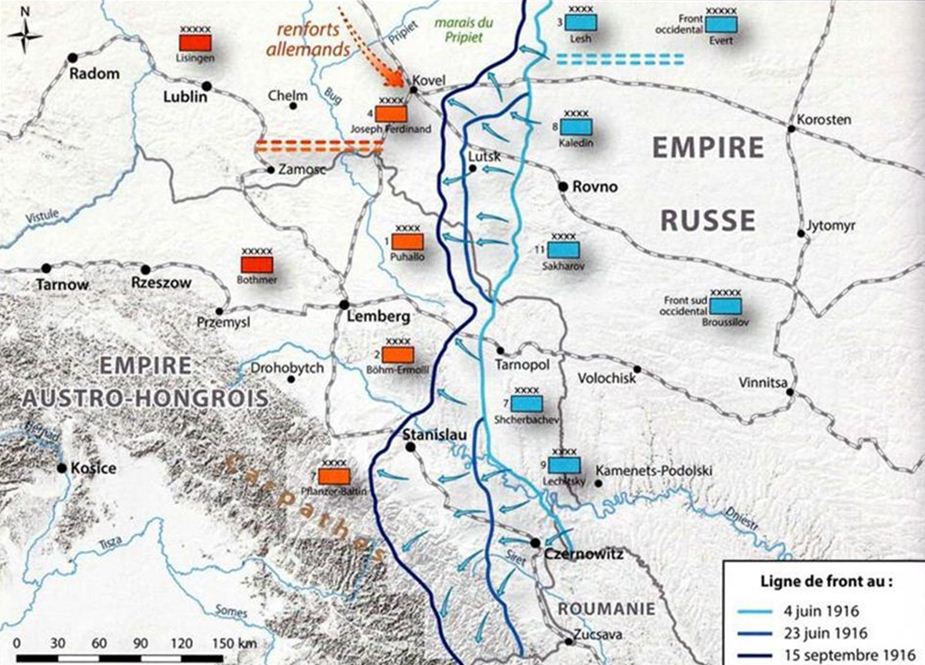 N
XXXXX
Lisingen
Radom
Lublin
Chelm
Bug
renforts
allemands
Pripiet
marais du
Pripiet
XXXX
3
Lesh
Front
occidental
XXXXX
Evert
Kovel
XXXX
4
Joseph Ferdinand
XXXX
8
Kaledin
EMPIRE
RUSSE
Korosten
Zamosc
Lutsk
Rovno
Vistule
Jytomyr
XXXX
1
Puhallo
XXXX
11
Sakharov
XXXXX
Bothmer
Tarnow
Rzeszow
Przemysl
Lemberg
Front sud
occidental
XXXXX
Broussilov
EMPIRE
AUSTRO-HONGROIS
Drohobytch
XXXX
2
Böhm-Ermolli
Tarnopol
Volochisk
Vinnitsa
XXXX
7
Shcherbachev
Stanislau
Hernad
Kosice
Carpathes
XXXX
7
Pflanzer-Baltin
XXXX
9
Lechitsky
Kamenets-Podolski
Dniestr
Tisza
Siret
Czernowitz
Somes
ROUMANIE
Zucsava
0 30 60 90 120 150 km
Ligne de front au :
4 juin 1916
23 juin 1916
15 septembre 1916